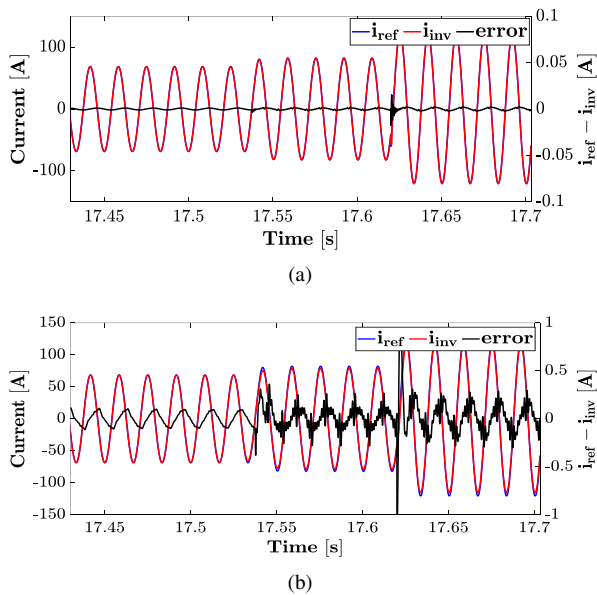 i_ref i_inv error
Current [A]
100
0
-100
0.1
0.05
0
-0.05
-0.1
i_ref − i_inv [A]
17.45 17.5 17.55 17.6 17.65 17.7
Time [s]
(a)
i_ref i_inv error
Current [A]
150
100
50
0
-50
-100
-150
1
0.5
0
-0.5
-1
i_ref − i_inv [A]
17.45 17.5 17.55 17.6 17.65 17.7
Time [s]
(b)